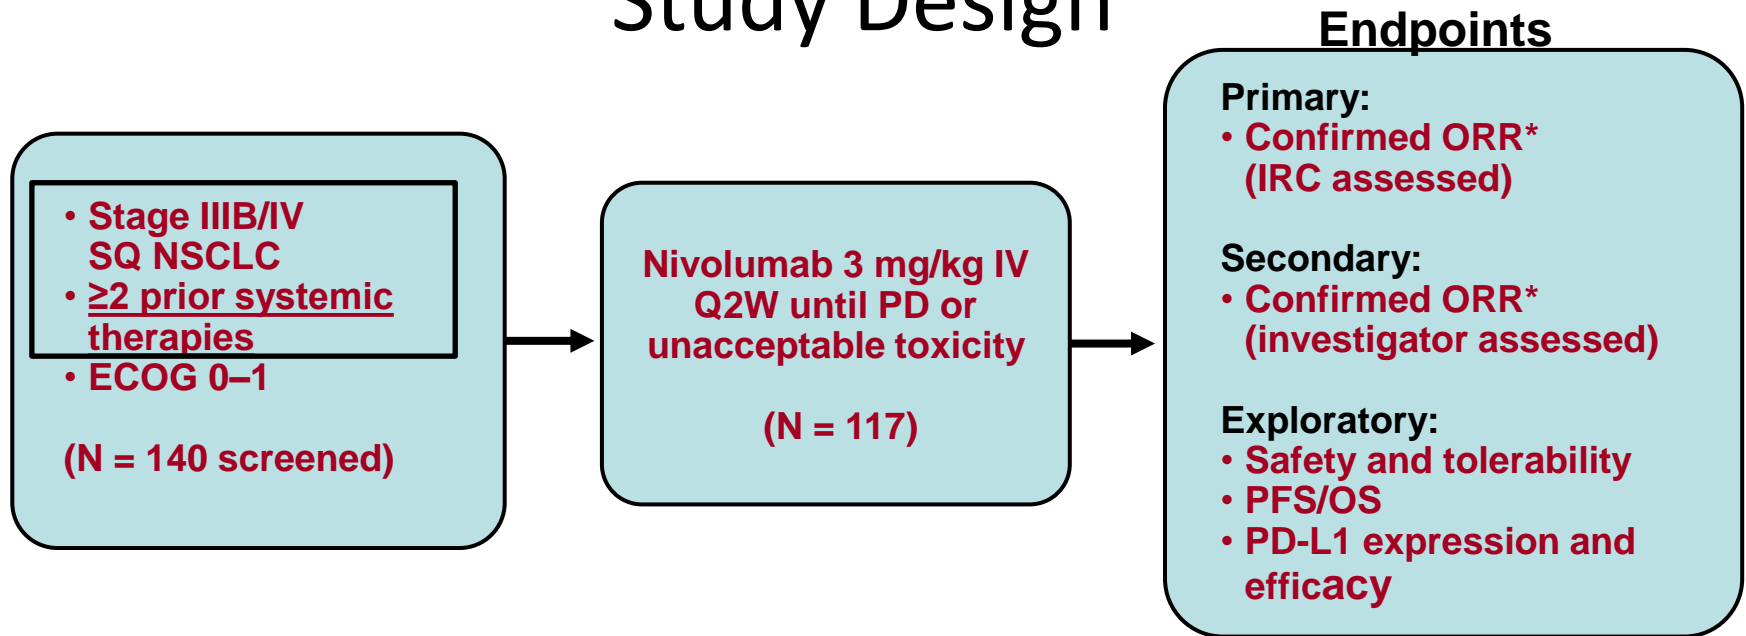 Study Design
• Stage IIIB/IV
SQ NSCLC
• ≥2 prior systemic
therapies
• ECOG 0–1
(N = 140 screened)
Nivolumab 3 mg/kg IV
Q2W until PD or
unacceptable toxicity
(N = 117)
Endpoints
Primary:
• Confirmed ORR*
(IRC assessed)
Secondary:
• Confirmed ORR*
(investigator assessed)
Exploratory:
• Safety and tolerability
• PFS/OS
• PD-L1 expression and
efficacy